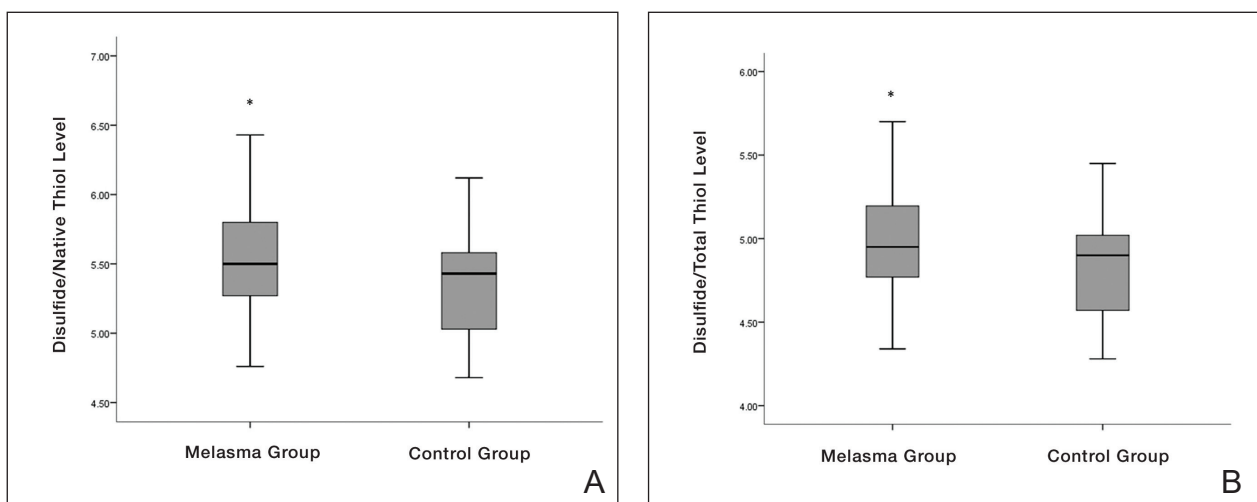 Disulfide/Native Thiol Level
7.00
6.50
6.00
5.50
5.00
4.50
*
Melasma Group
Control Group
A
Disulfide/Total Thiol Level
6.00
5.50
5.00
4.50
4.00
*
Melasma Group
Control Group
B